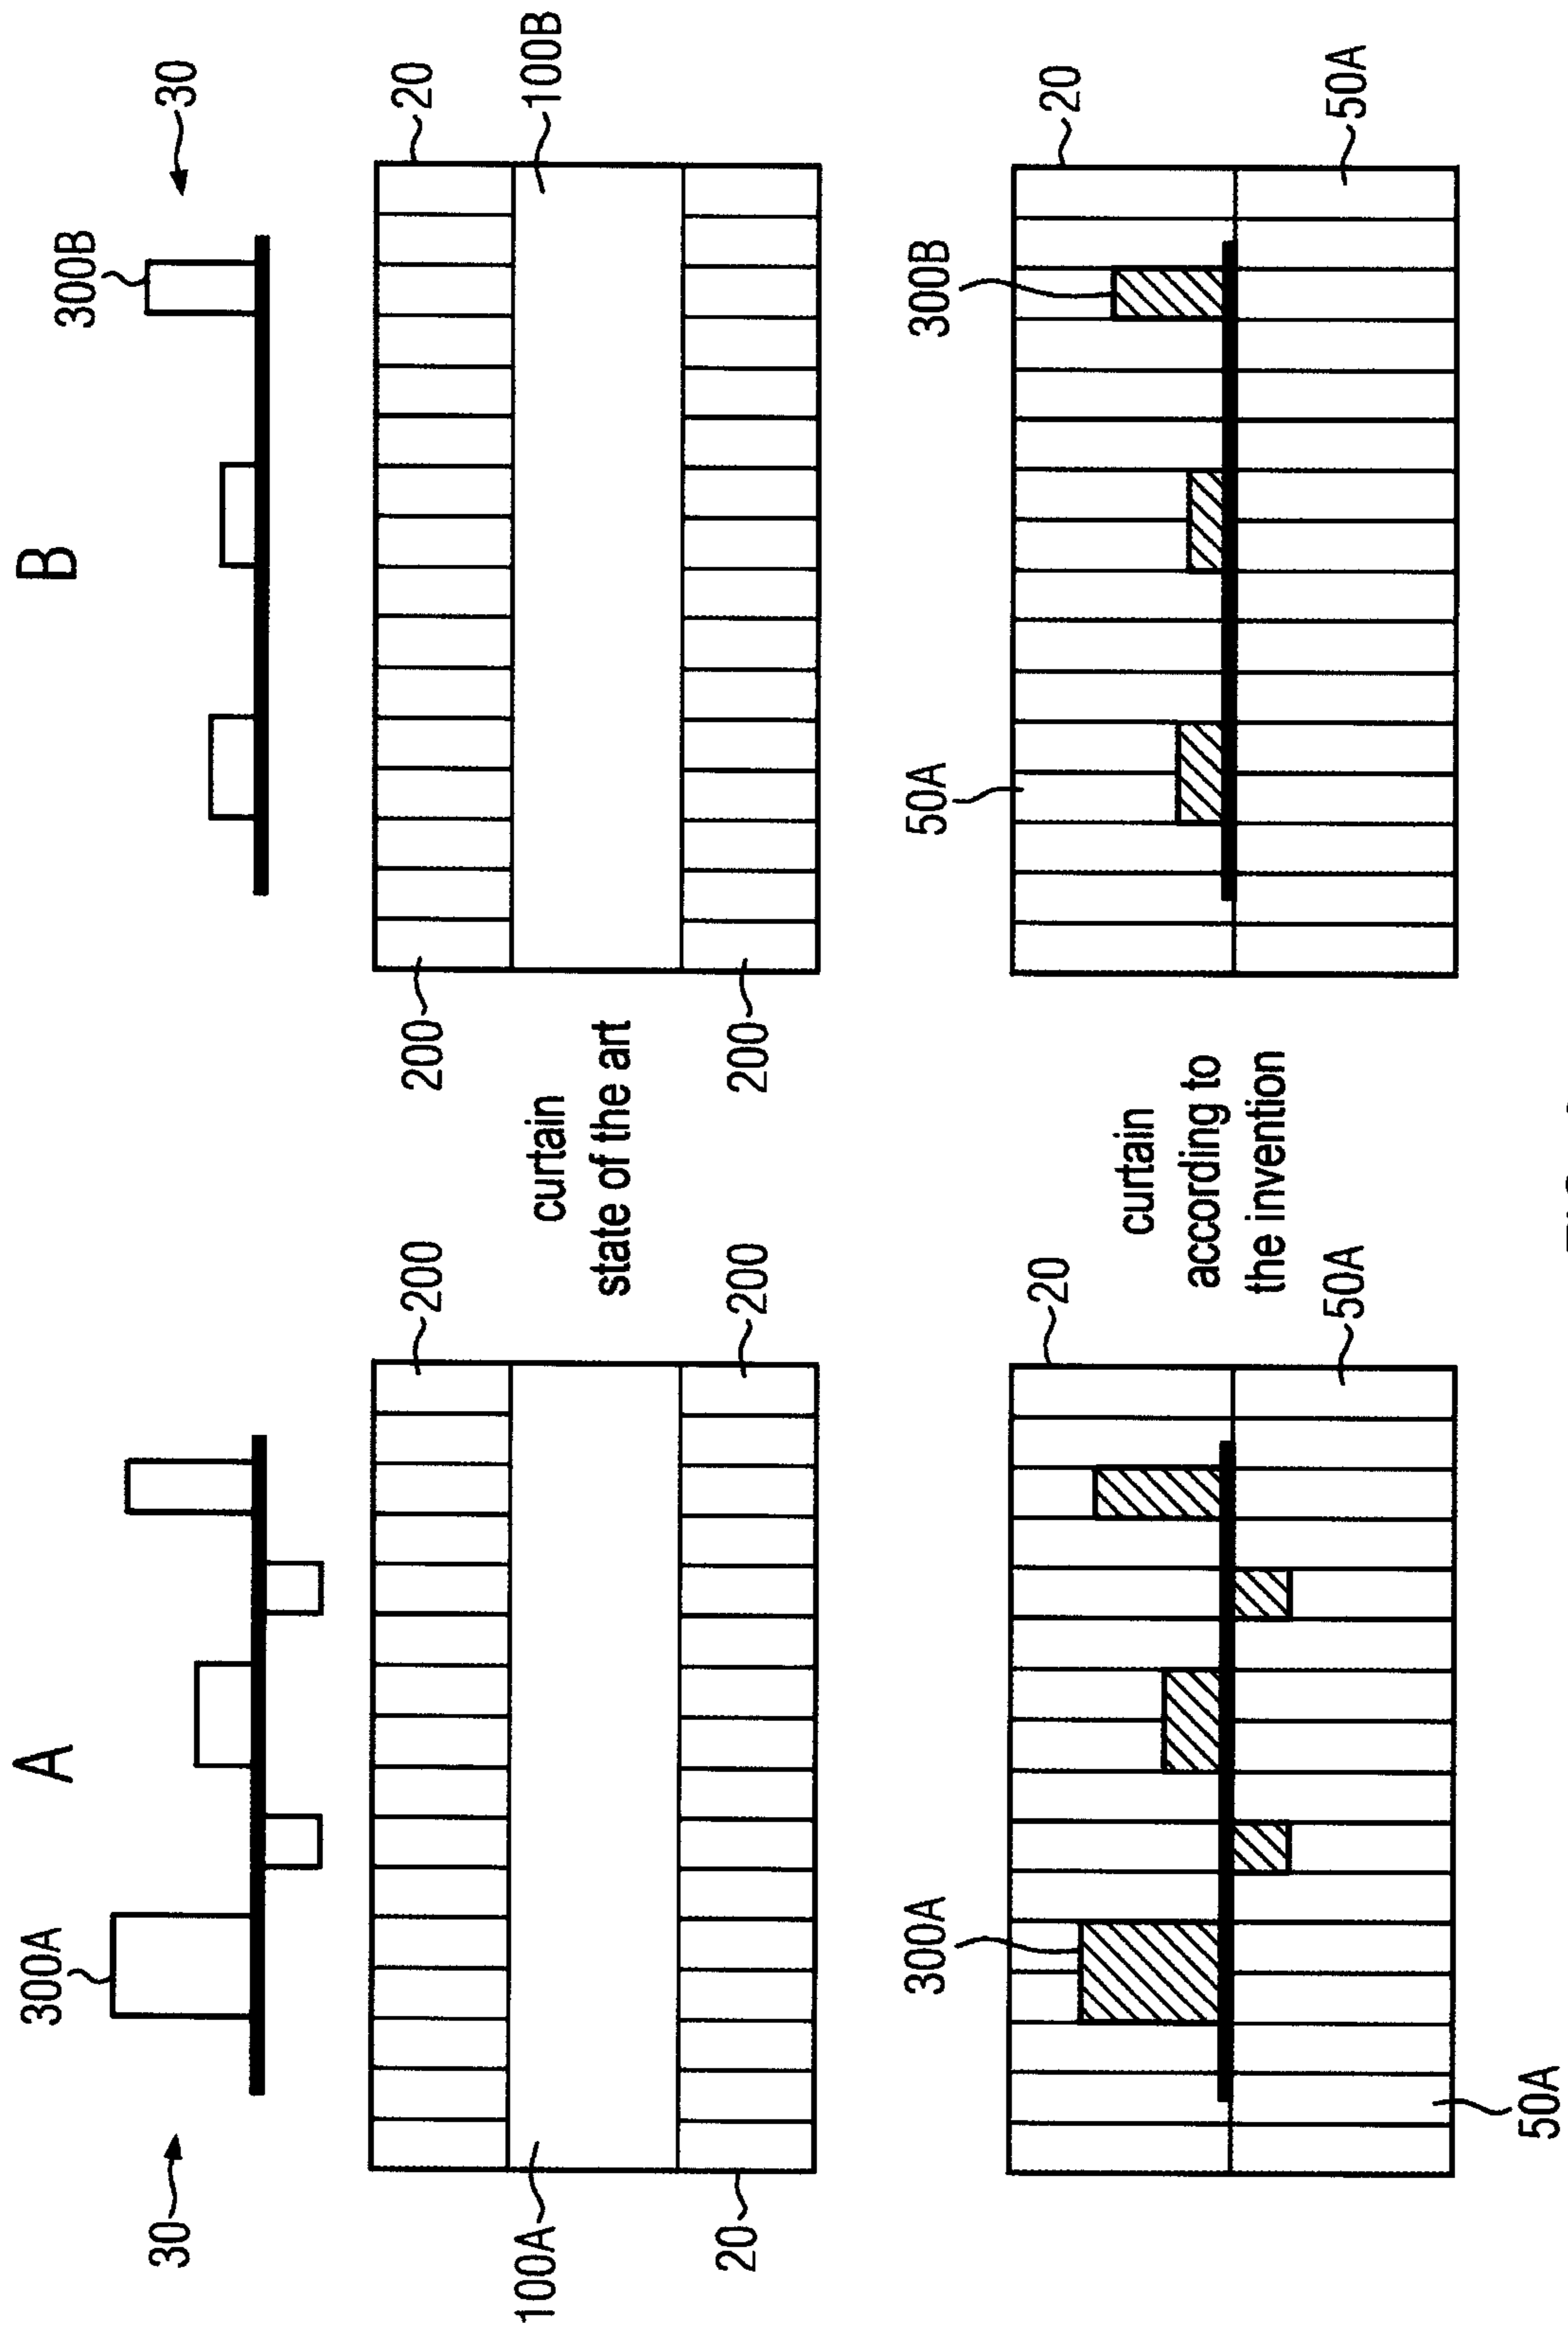 A B
300A 300B
30 30
200 200 20
100A curtain 100B
state of the art
20 200 200
300A 50A 300B
20 20
curtain
according to
the invention
50A 50A
50A